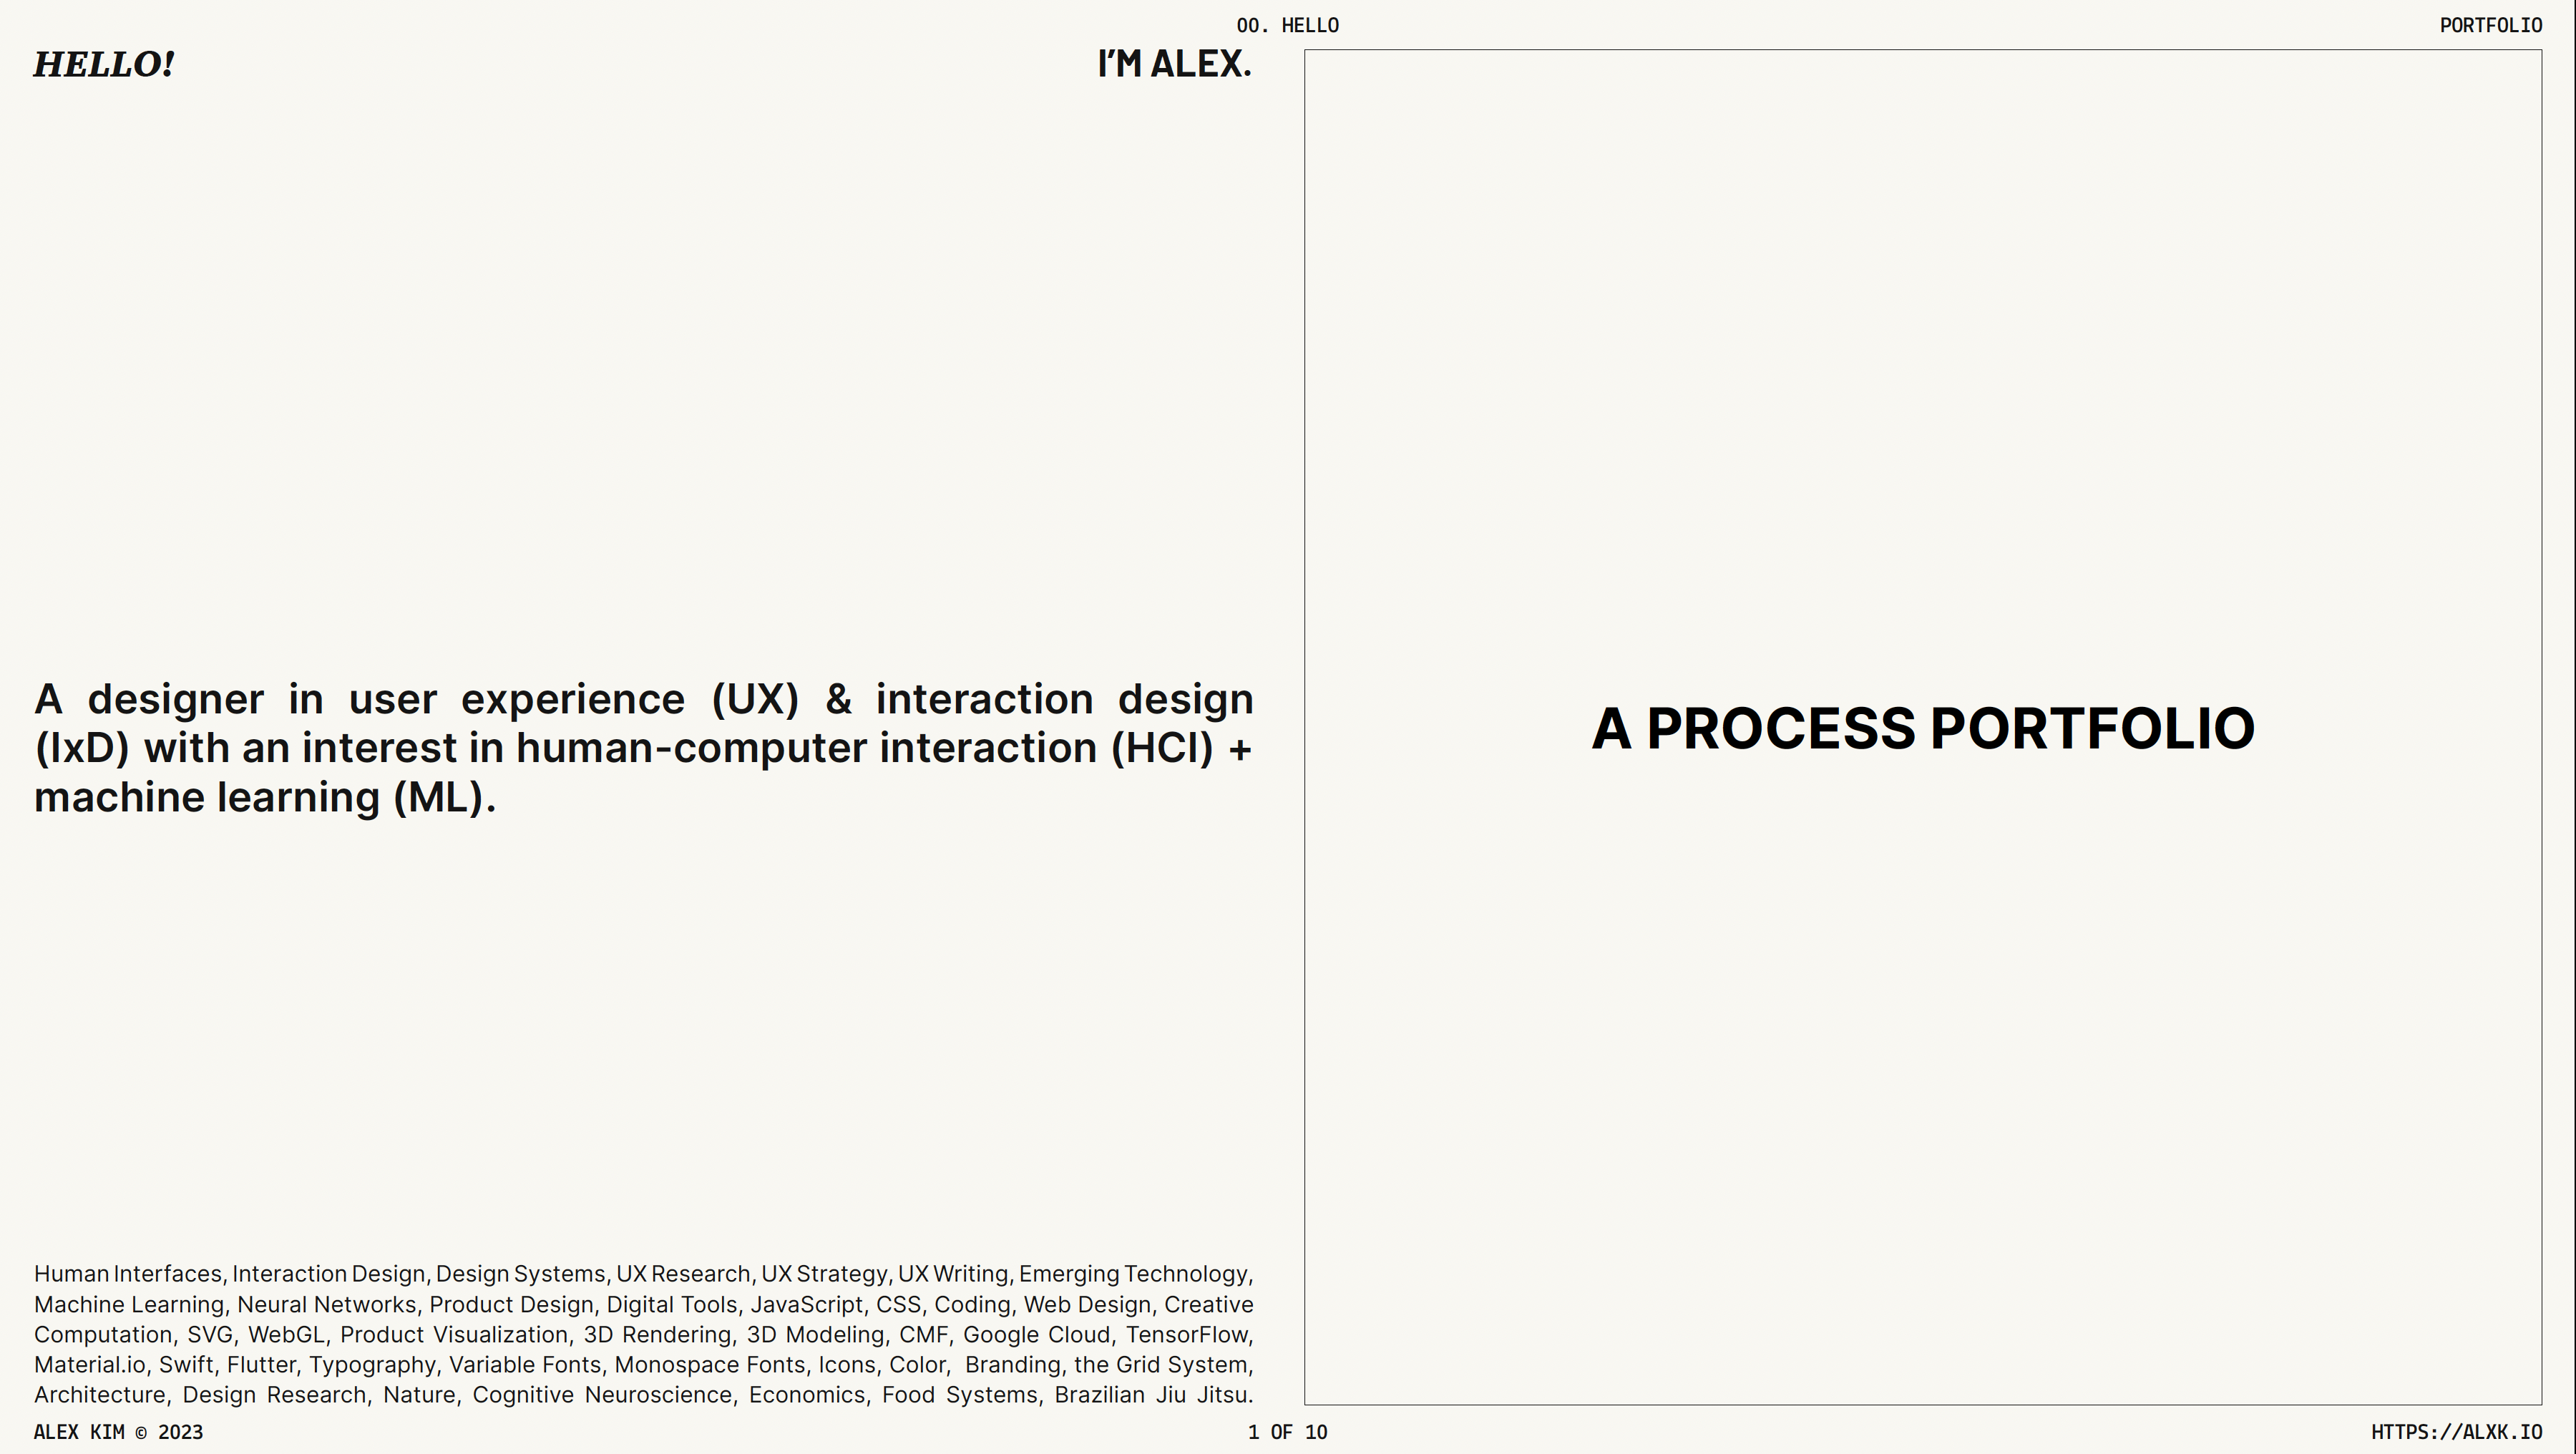 00. HELLO
PORTFOLIO
HELLO!
I'M ALEX.
A designer in user experience (UX) & interaction design
(IxD) with an interest in human-computer interaction (HCI) +
machine learning (ML).
A PROCESS PORTFOLIO
Human Interfaces, Interaction Design, Design Systems, UX Research, UX Strategy, UX Writing, Emerging Technology,
Machine Learning, Neural Networks, Product Design, Digital Tools, JavaScript, CSS, Coding, Web Design, Creative
Computation, SVG, WebGL, Product Visualization, 3D Rendering, 3D Modeling, CMF, Google Cloud, TensorFlow,
Material.io, Swift, Flutter, Typography, Variable Fonts, Monospace Fonts, Icons, Color, Branding, the Grid System,
Architecture, Design Research, Nature, Cognitive Neuroscience, Economics, Food Systems, Brazilian Jiu Jitsu.
ALEX KIM © 2023
1 OF 10
HTTPS://ALXK.IO